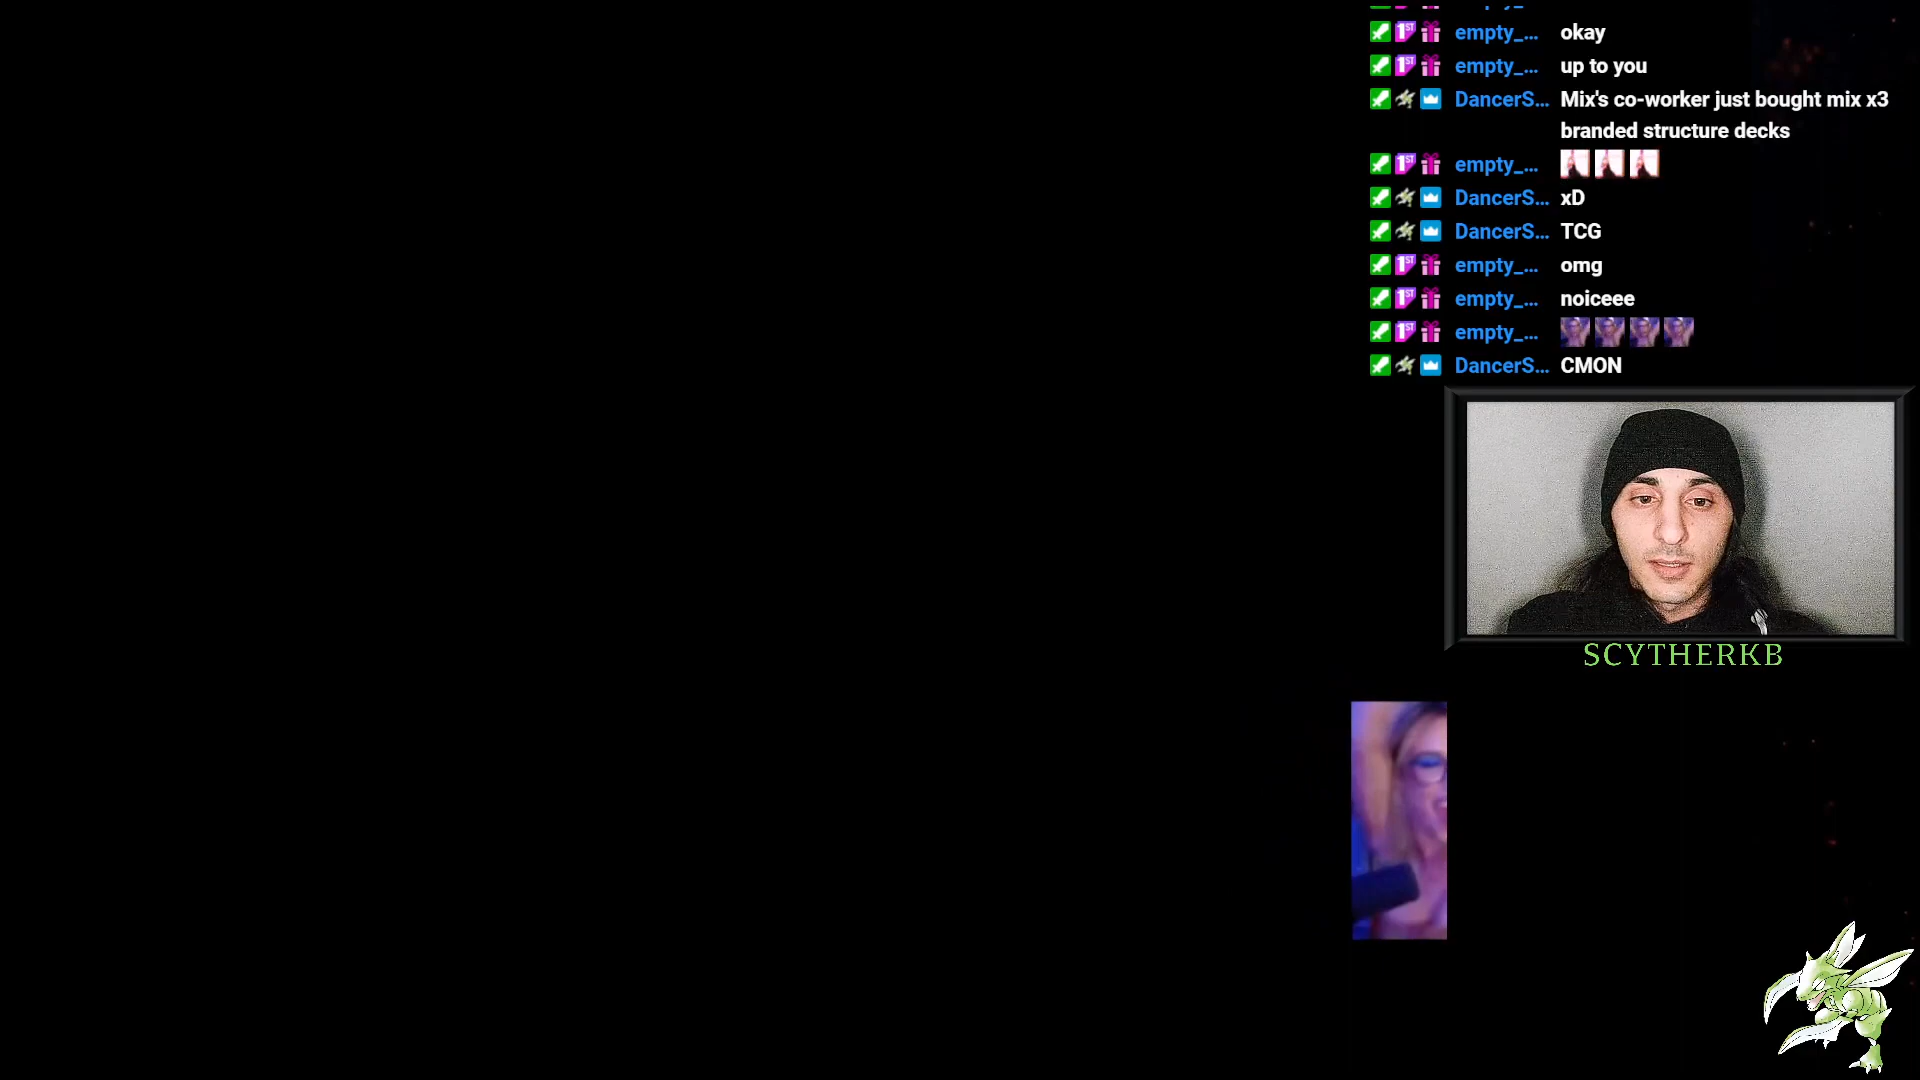 empty_... okay
empty_... up to you
DancerS... Mix's co-worker just bought mix x3
branded structure decks
empty_...
DancerS... xD
DancerS... TCG
empty_... omg
empty_... noiceee
empty_...
DancerS... CMON
SCYTHERKB